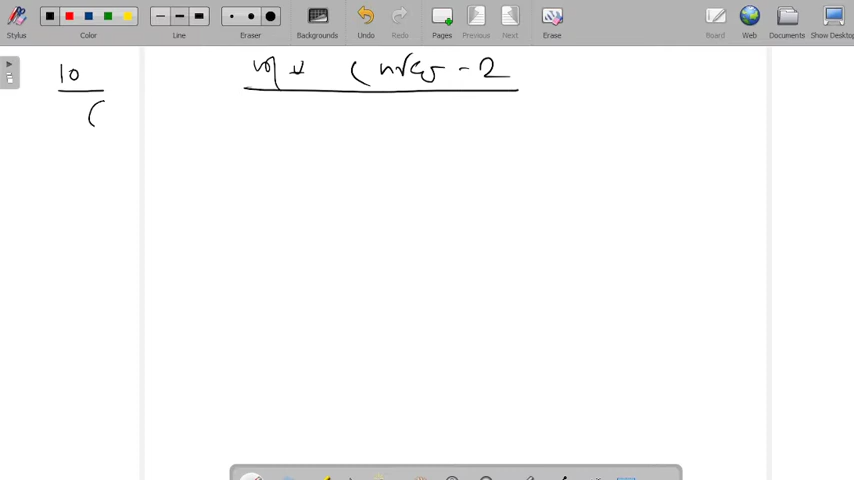 Stylus Color Line Eraser Backgrounds Undo Redo Pages Previous Next Erase Board Web Documents Show Desktop
10
- 2
(